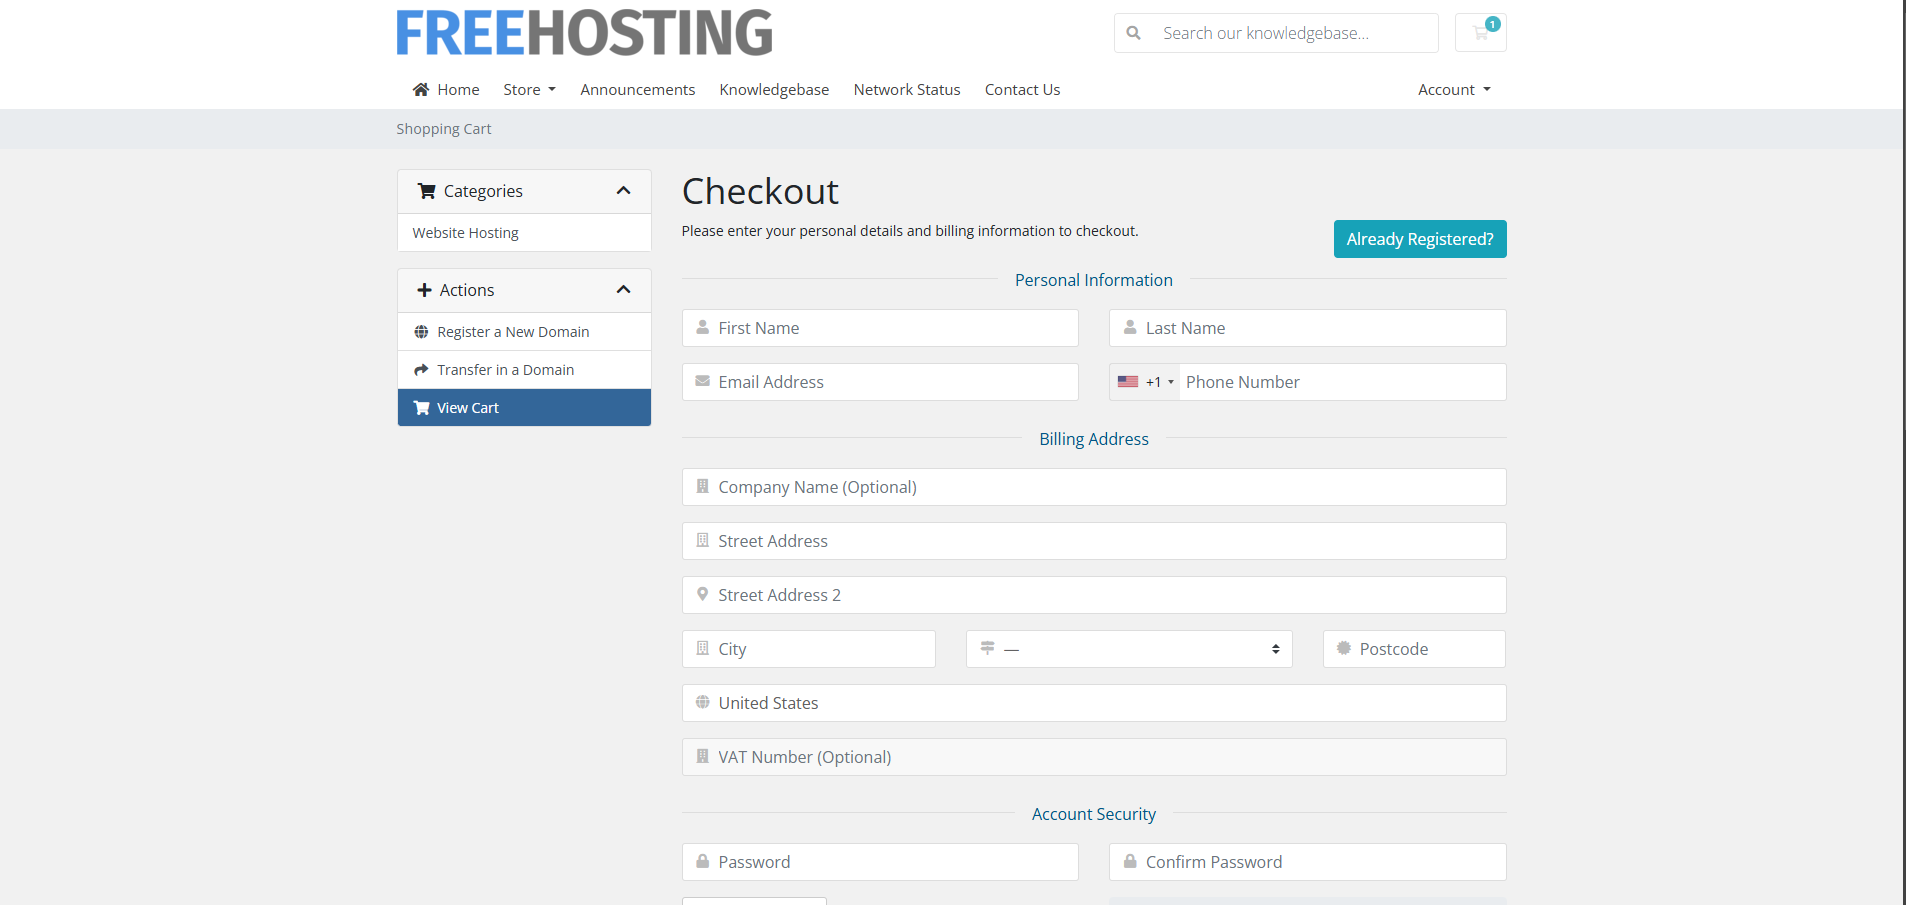 FREEHOSTING
Search our knowledgebase...
1
Home Store Announcements Knowledgebase Network Status Contact Us Account
Shopping Cart
Categories
Website Hosting
Actions
Register a New Domain
Transfer in a Domain
View Cart
Checkout
Please enter your personal details and billing information to checkout.
Already Registered?
Personal Information
First Name
Last Name
Email Address
+1 Phone Number
Billing Address
Company Name (Optional)
Street Address
Street Address 2
City
—
Postcode
United States
VAT Number (Optional)
Account Security
Password
Confirm Password